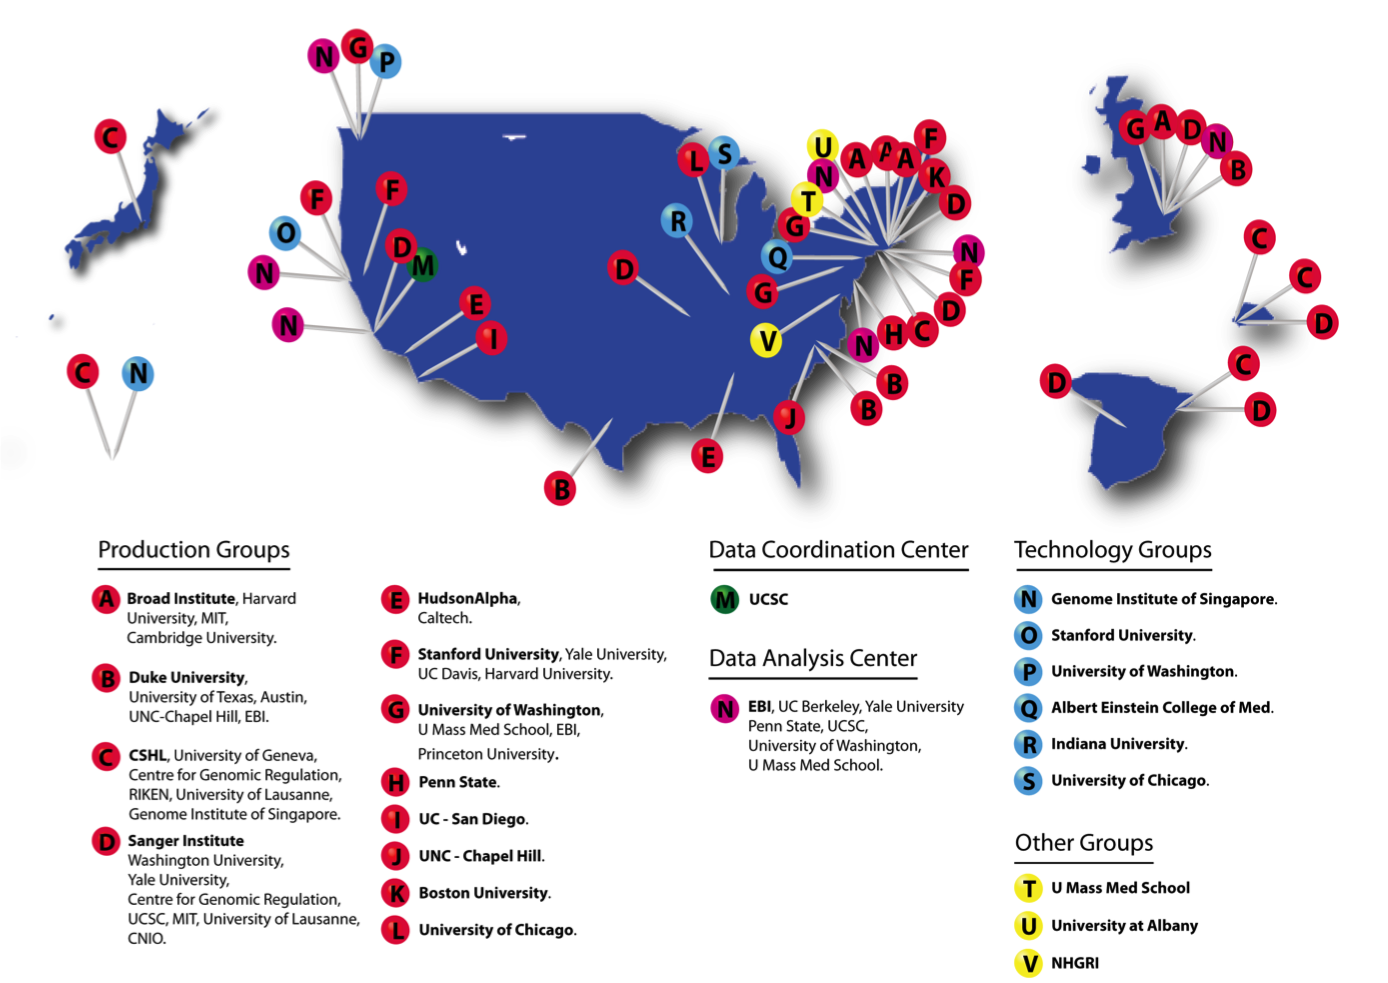 N G P
C
G A D N B
U A A A F
L S
N K
F F
T D
R G
O D M
Q N
C
N D G F
C
N E D
D
I V N H C
C N
D C
B
J B D
E
B
Production Groups
A Broad Institute, Harvard
University, MIT,
Cambridge University.
B Duke University,
University of Texas, Austin,
UNC-Chapel Hill, EBI.
C CSHL, University of Geneva,
Centre for Genomic Regulation,
RIKEN, University of Lausanne,
Genome Institute of Singapore.
D Sanger Institute
Washington University,
Yale University,
Centre for Genomic Regulation,
UCSC, MIT, University of Lausanne,
CNIO.
E HudsonAlpha,
Caltech.
F Stanford University, Yale University,
UC Davis, Harvard University.
G University of Washington,
U Mass Med School, EBI,
Princeton University.
H Penn State.
I UC - San Diego.
J UNC - Chapel Hill.
K Boston University.
L University of Chicago.
Data Coordination Center
M UCSC
Data Analysis Center
N EBI, UC Berkeley, Yale University
Penn State, UCSC,
University of Washington,
U Mass Med School.
Technology Groups
N Genome Institute of Singapore.
O Stanford University.
P University of Washington.
Q Albert Einstein College of Med.
R Indiana University.
S University of Chicago.
Other Groups
T U Mass Med School
U University at Albany
V NHGRI